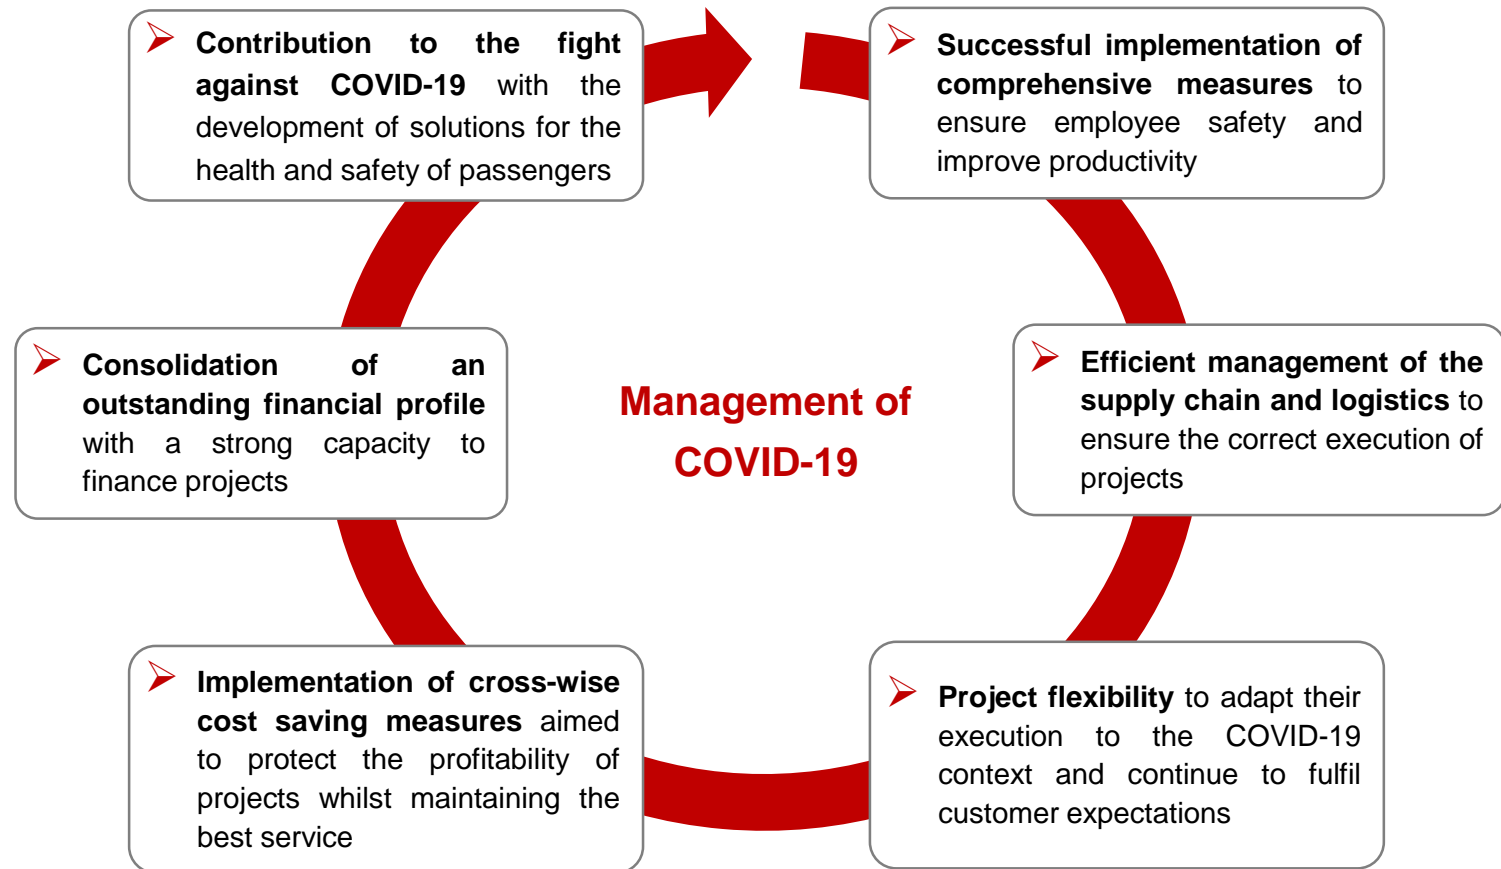 Contribution to the fight
against COVID-19 with the
development of solutions for the
health and safety of passengers
Successful implementation of
comprehensive measures to
ensure employee safety and
improve productivity
Consolidation of an
outstanding financial profile
with a strong capacity to
finance projects
Management of
COVID-19
Efficient management of the
supply chain and logistics to
ensure the correct execution of
projects
Implementation of cross-wise
cost saving measures aimed
to protect the profitability of
projects whilst maintaining the
best service
Project flexibility to adapt their
execution to the COVID-19
context and continue to fulfil
customer expectations